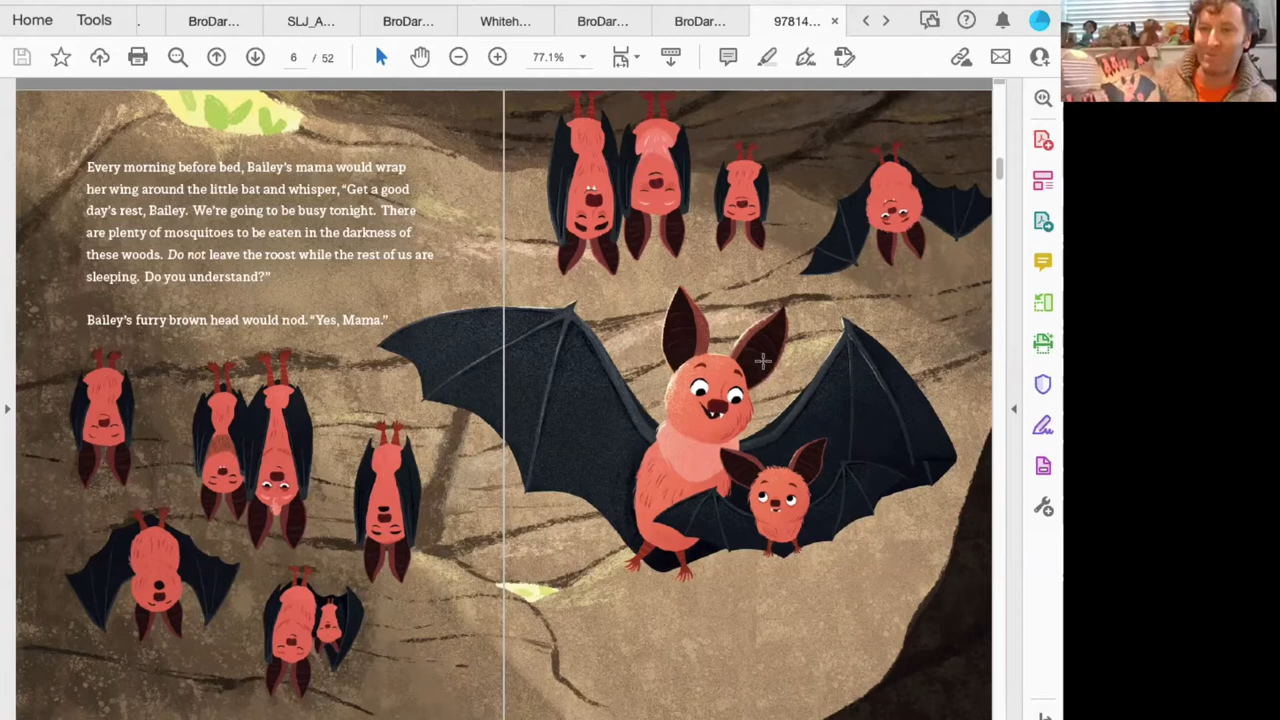 Home
Tools
.
BroDar...
SLJ_A...
BroDar...
Whiteh...
BroDar...
BroDar...
97814...
6 / 52
77.1%
Every morning before bed, Bailey's mama would wrap
her wing around the little bat and whisper, “Get a good
day's rest, Bailey. We're going to be busy tonight. There
are plenty of mosquitoes to be eaten in the darkness of
these woods. Do not leave the roost while the rest of us are
sleeping. Do you understand?”
Bailey's furry brown head would nod. “Yes, Mama.”